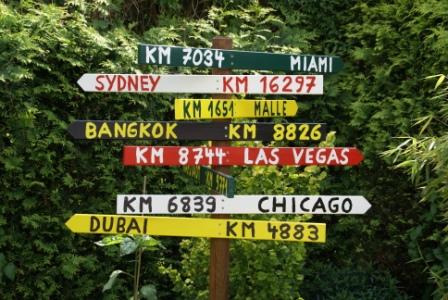 KM 7034 MIAMI
SYDNEY KM 16297
KM 1651 MALLE
BANGKOK KM 8826
KM 8744 LAS VEGAS
KM 6839 CHICAGO
DUBAI KM 4883